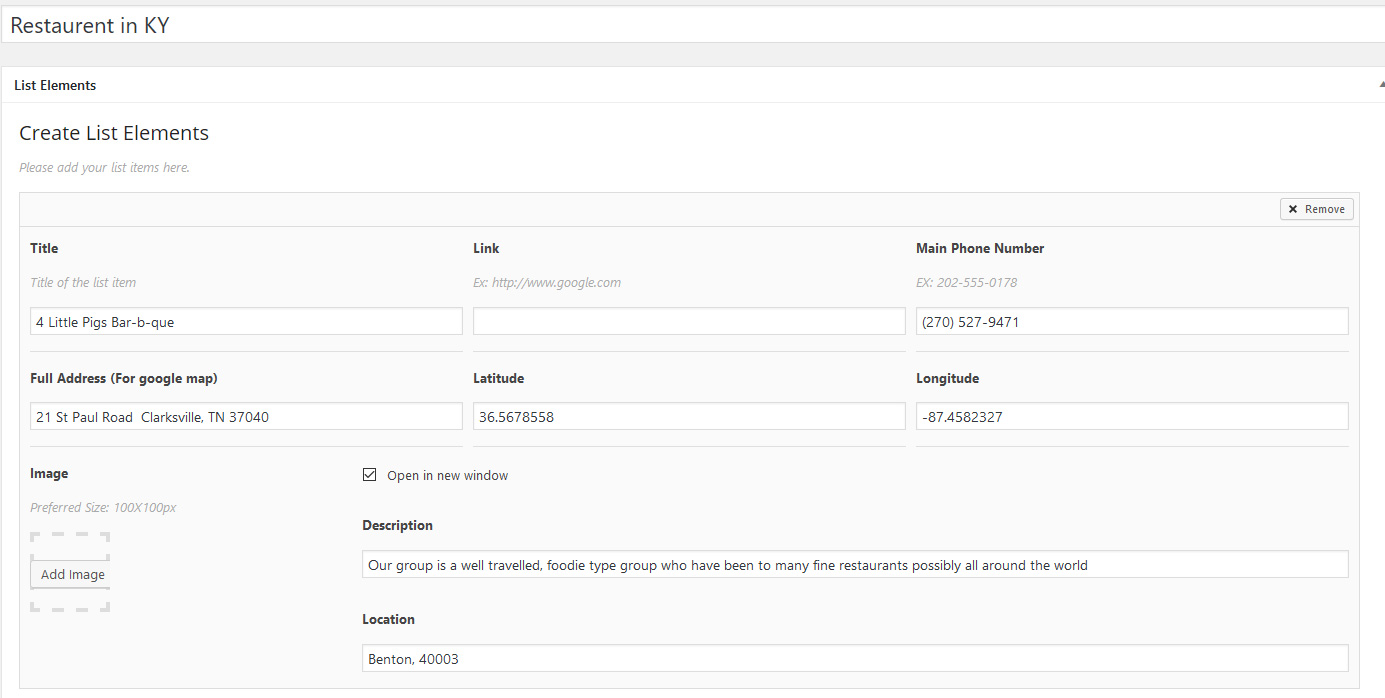 Restaurent in KY
List Elements
Create List Elements
Please add your list items here.
Remove
Title
Link
Main Phone Number
Title of the list item
Ex: http://www.google.com
EX: 202-555-0178
4 Little Pigs Bar-b-que
(270) 527-9471
Full Address (For google map)
Latitude
Longitude
21 St Paul Road  Clarksville, TN 37040
36.5678558
-87.4582327
Image
Open in new window
Preferred Size: 100X100px
Description
Our group is a well travelled, foodie type group who have been to many fine restaurants possibly all around the world
Add Image
Location
Benton, 40003